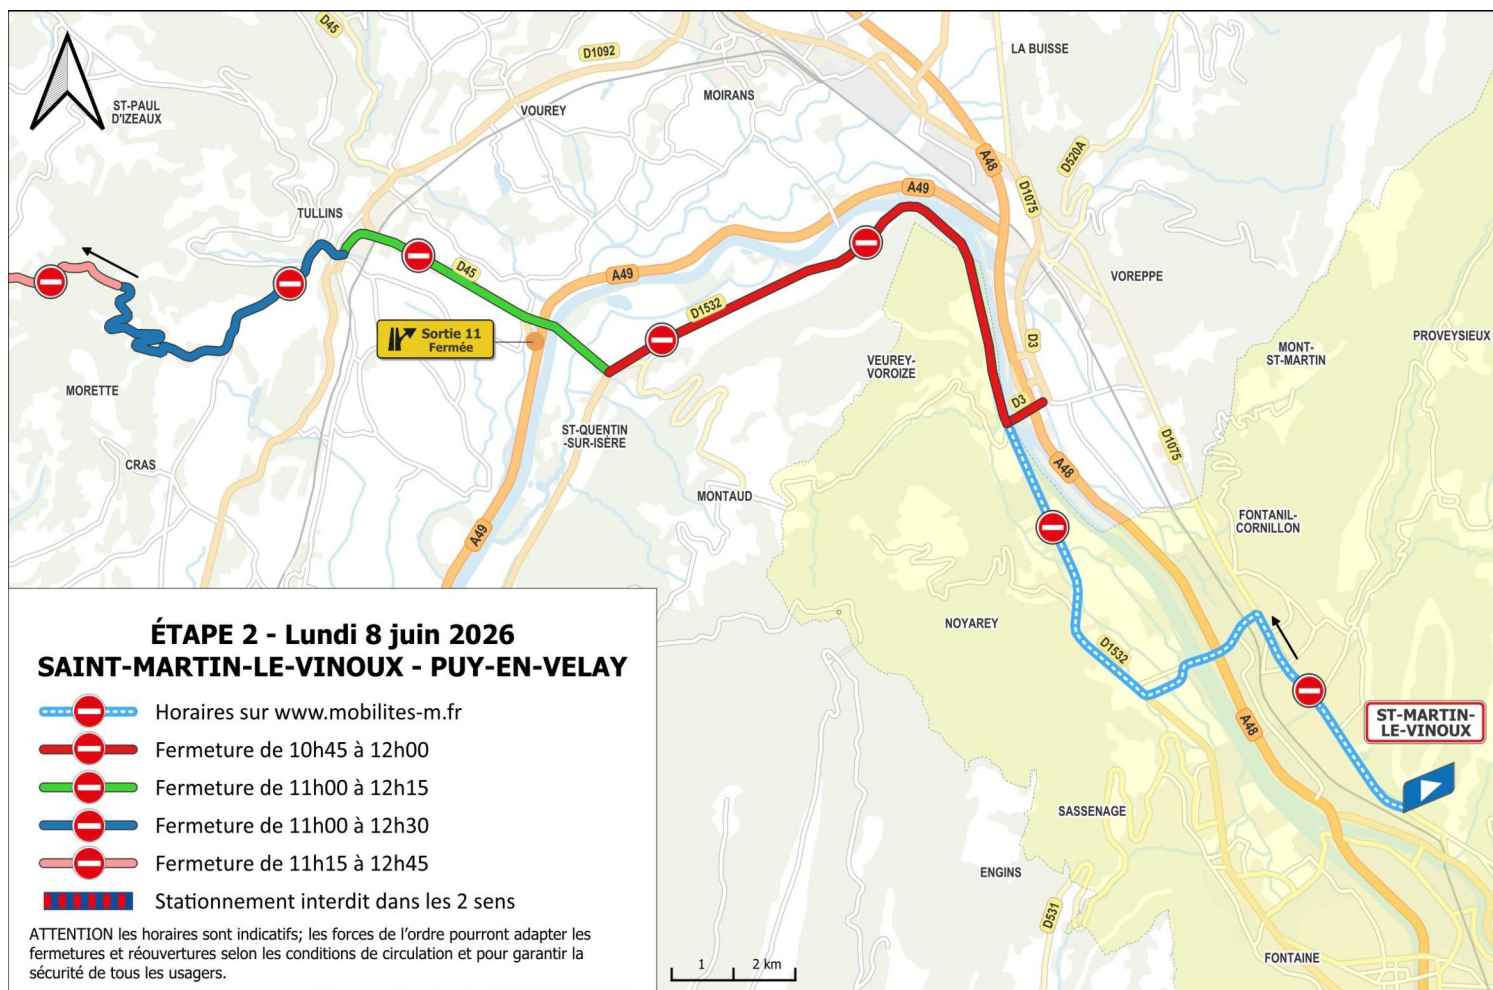 D45
D1092
LA BUISSE
ST-PAUL
D'IZEAUX
VOUREY
MOIRANS
A48
D520A
D1075
A49
TULLINS
D45
A49
D1532
VOREPPE
Sortie 11
Fermée
D3
PROVEYSIEUX
MONT-
ST-MARTIN
VEUREY-
VOROIZE
MORETTE
D3
ST-QUENTIN
-SUR-ISÈRE
D1075
CRAS
A48
MONTAUD
FONTANIL-
CORNILLON
A49
NOYAREY
D1532
ST-MARTIN-
LE-VINOUX
A48
SASSENAGE
ENGINS
D531
FONTAINE
1
2 km
ÉTAPE 2 - Lundi 8 juin 2026
SAINT-MARTIN-LE-VINOUX - PUY-EN-VELAY
Horaires sur www.mobilites-m.fr
Fermeture de 10h45 à 12h00
Fermeture de 11h00 à 12h15
Fermeture de 11h00 à 12h30
Fermeture de 11h15 à 12h45
Stationnement interdit dans les 2 sens
ATTENTION les horaires sont indicatifs; les forces de l'ordre pourront adapter les
fermetures et réouvertures selon les conditions de circulation et pour garantir la
sécurité de tous les usagers.